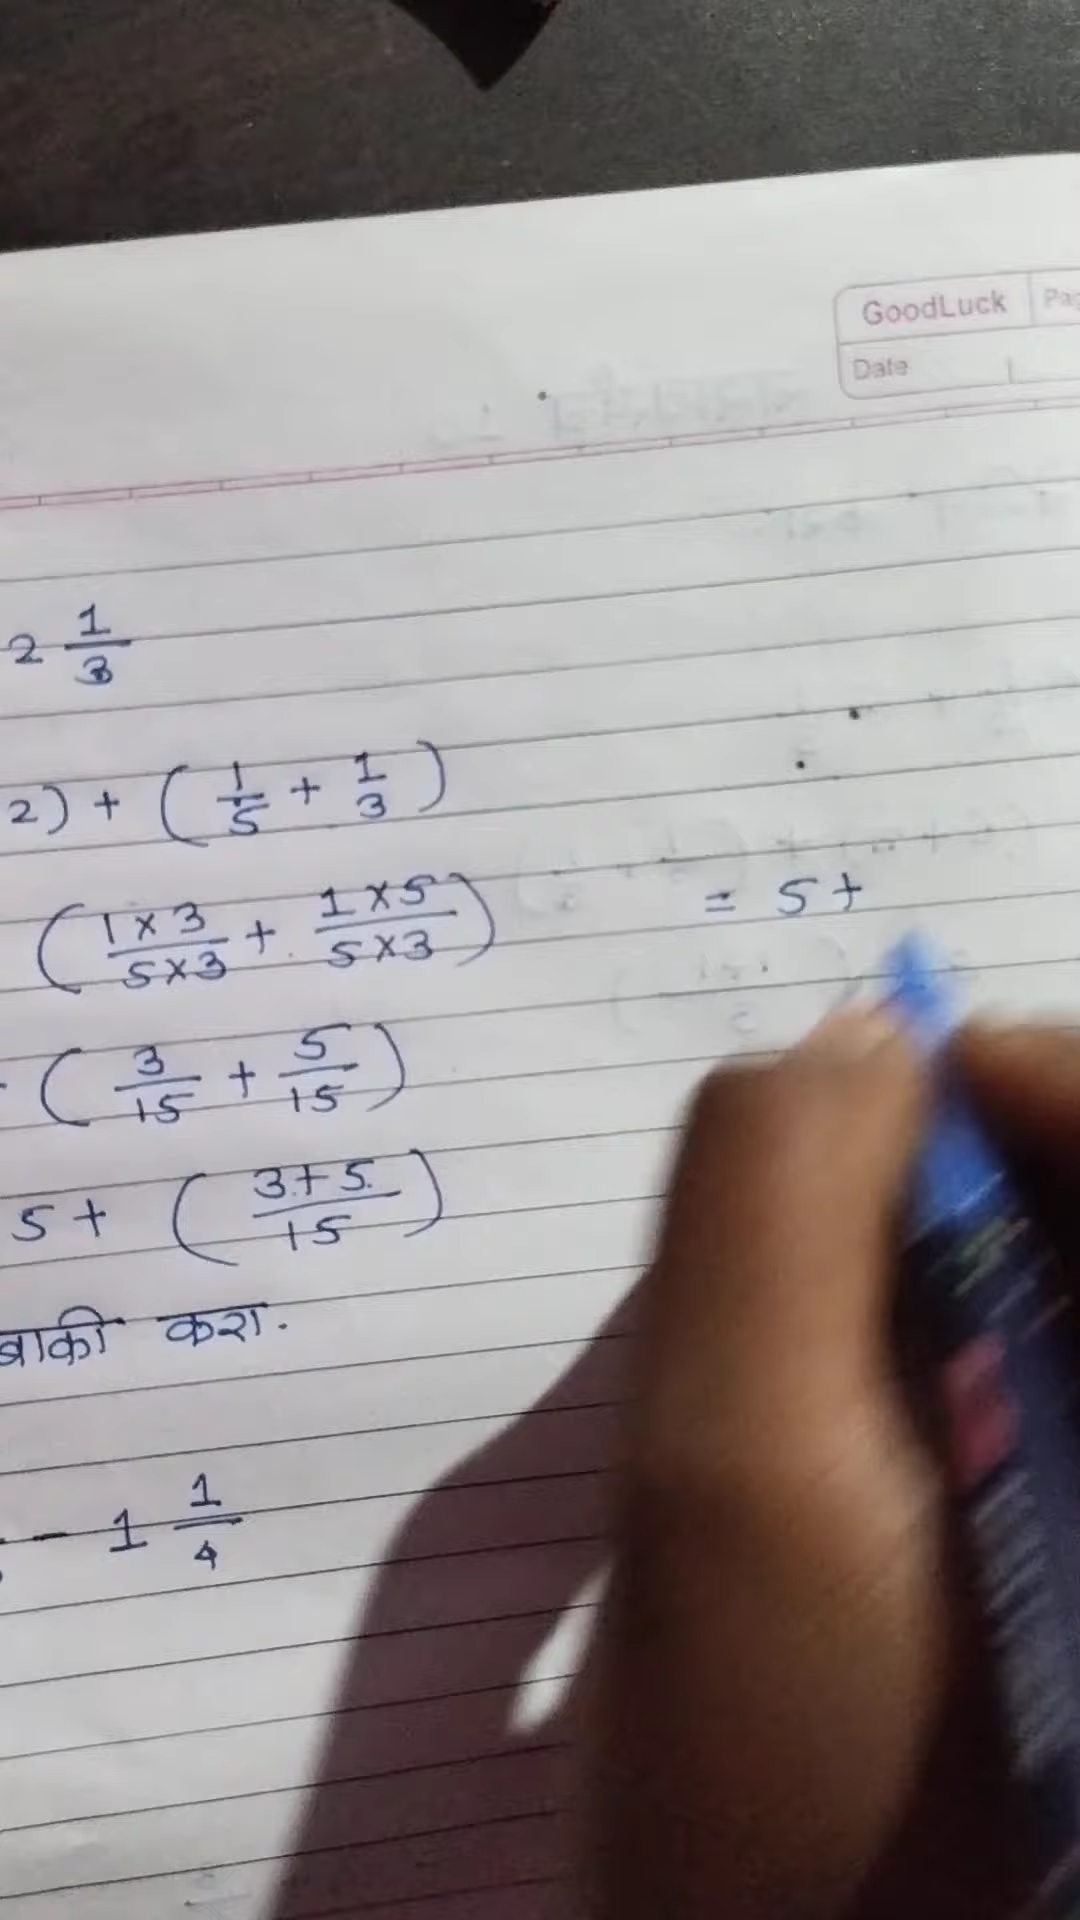 GoodLuck
Date
2 1/3
2) + (1/5 + 1/3)
(1×3/5×3 + 1×5/5×3) = 5+
(3/15 + 5/15)
5+ (3+5/15)
बाकी करा.
- 1 1/4